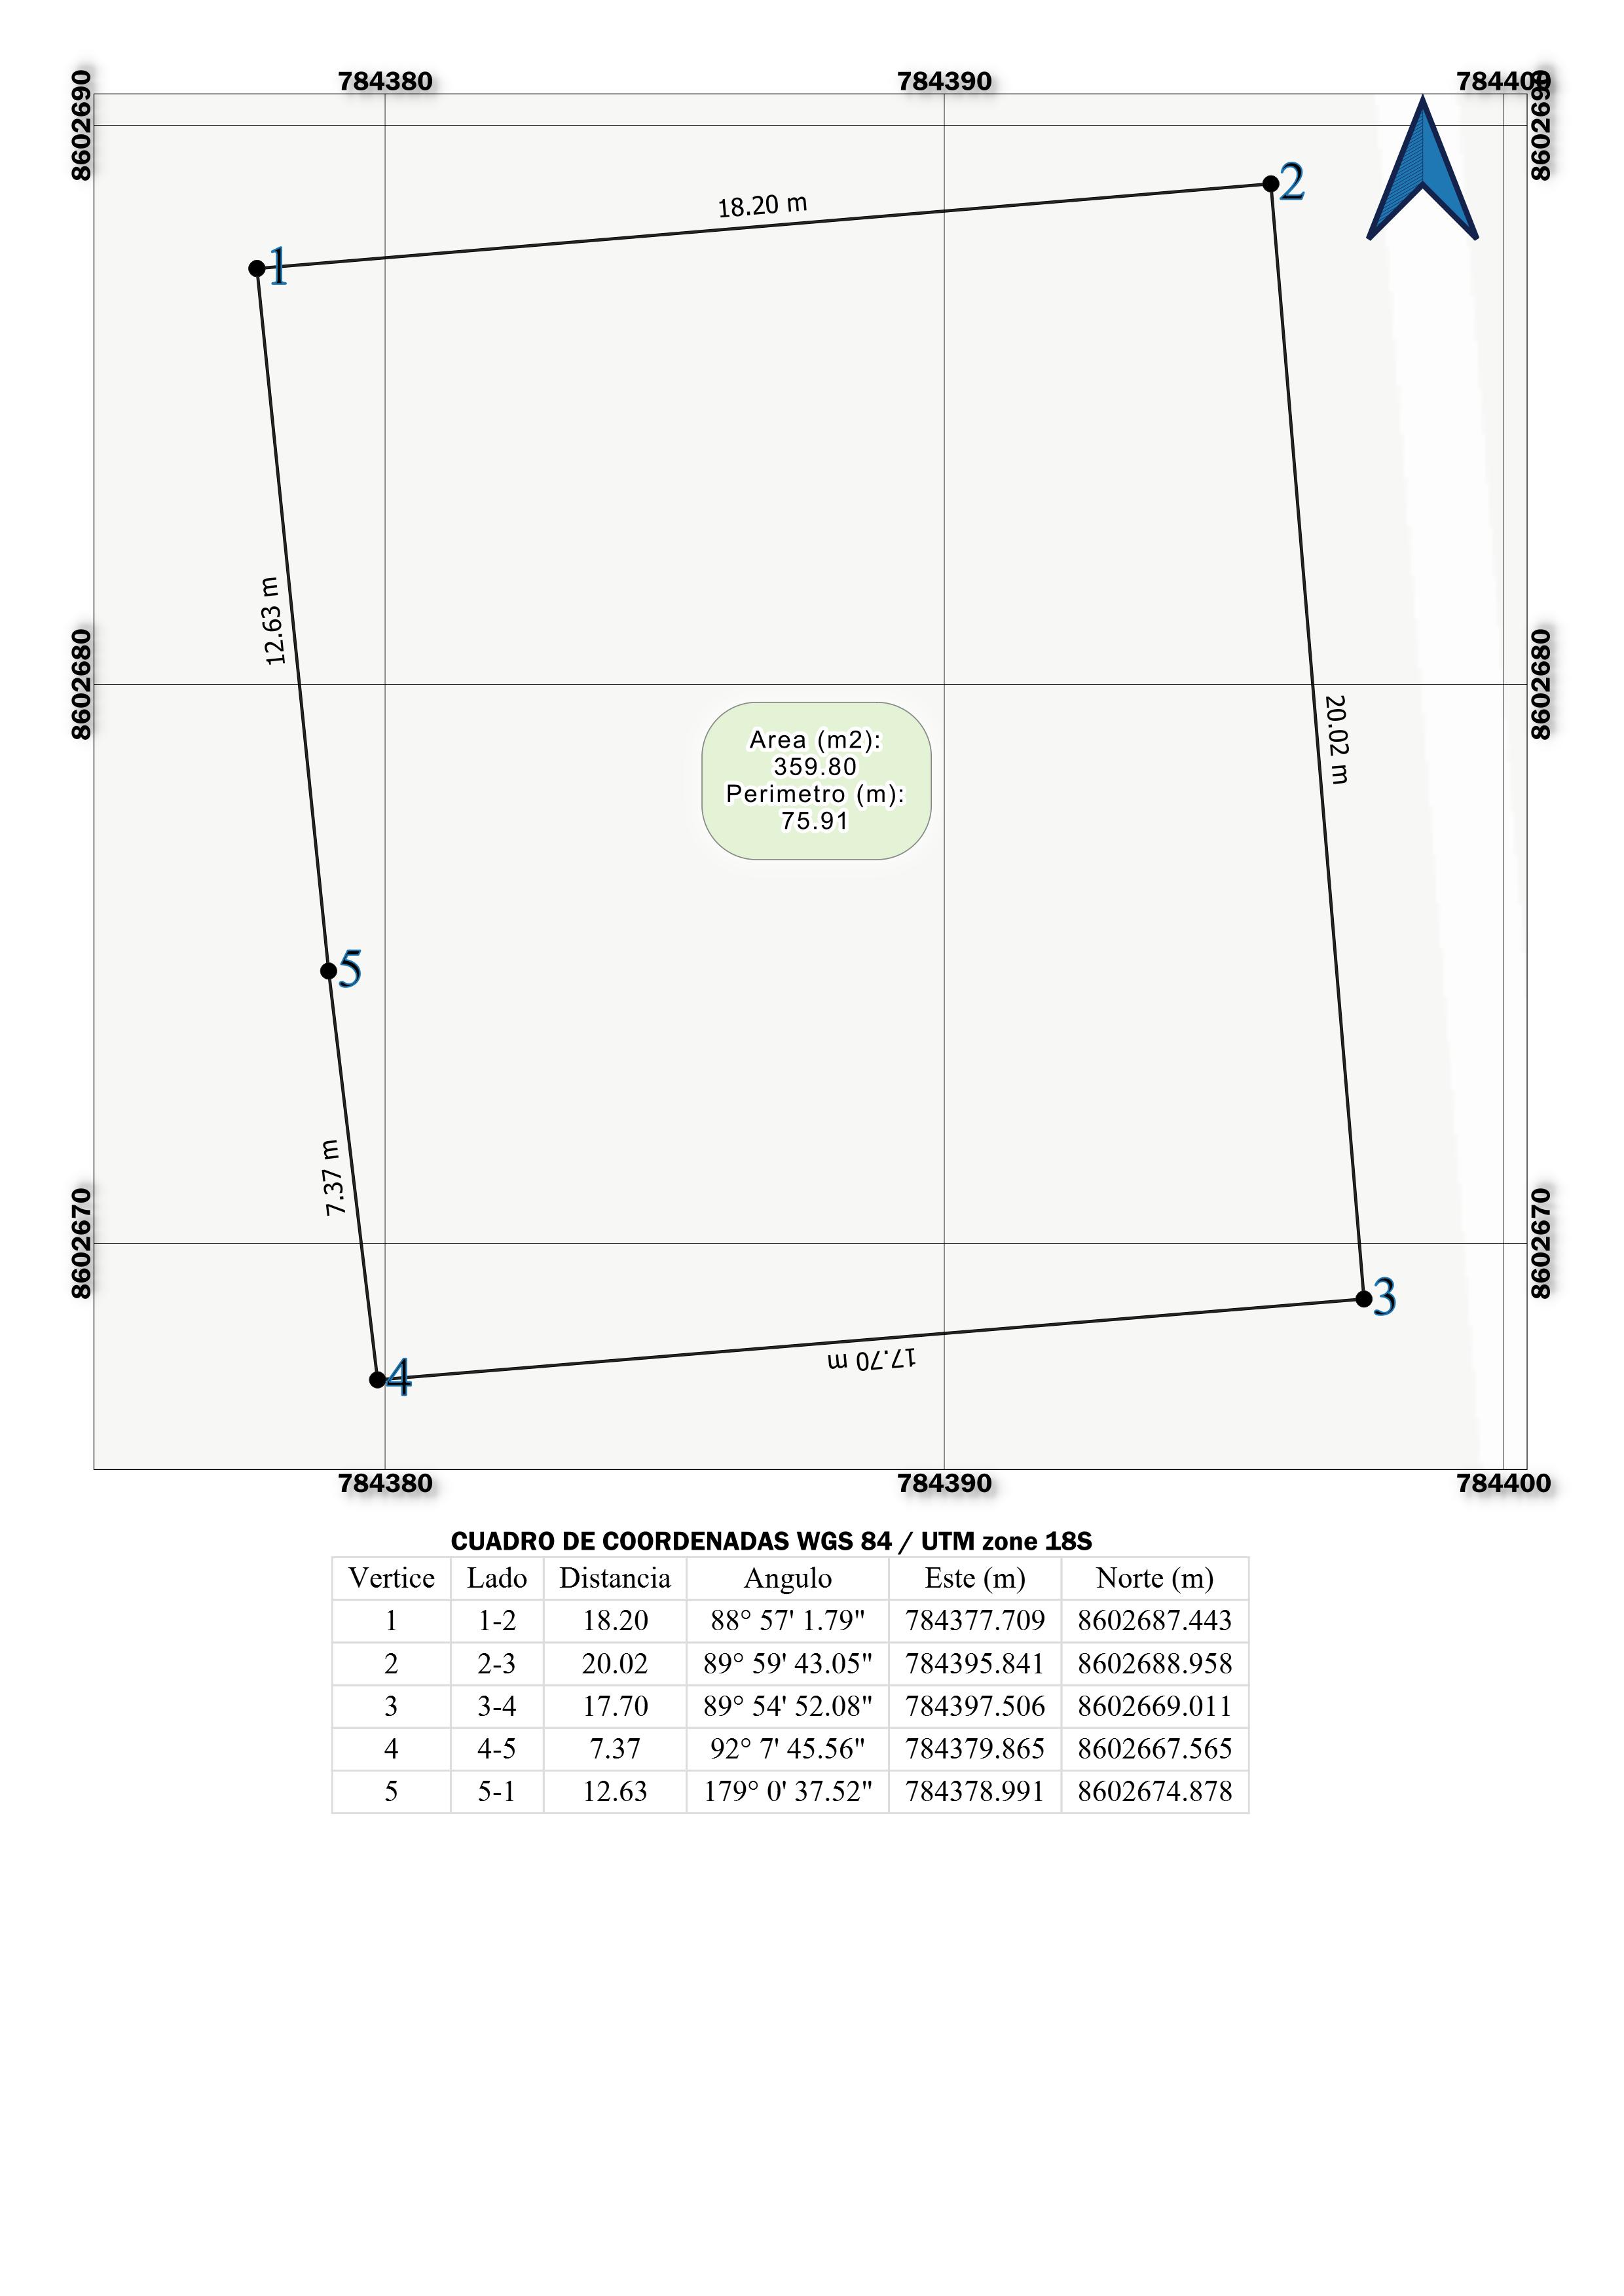 784380 784390 784400
8602690 8602690
2
18.20 m
1
12.63 m
8602680 8602680
20.02 m
Area (m2):
359.80
Perimetro (m):
75.91
5
7.37 m
8602670 8602670
3
17.70 m
4
784380 784390 784400
CUADRO DE COORDENADAS WGS 84 / UTM zone 18S
Vertice Lado Distancia Angulo Este (m) Norte (m)
1 1-2 18.20 88° 57' 1.79" 784377.709 8602687.443
2 2-3 20.02 89° 59' 43.05" 784395.841 8602688.958
3 3-4 17.70 89° 54' 52.08" 784397.506 8602669.011
4 4-5 7.37 92° 7' 45.56" 784379.865 8602667.565
5 5-1 12.63 179° 0' 37.52" 784378.991 8602674.878